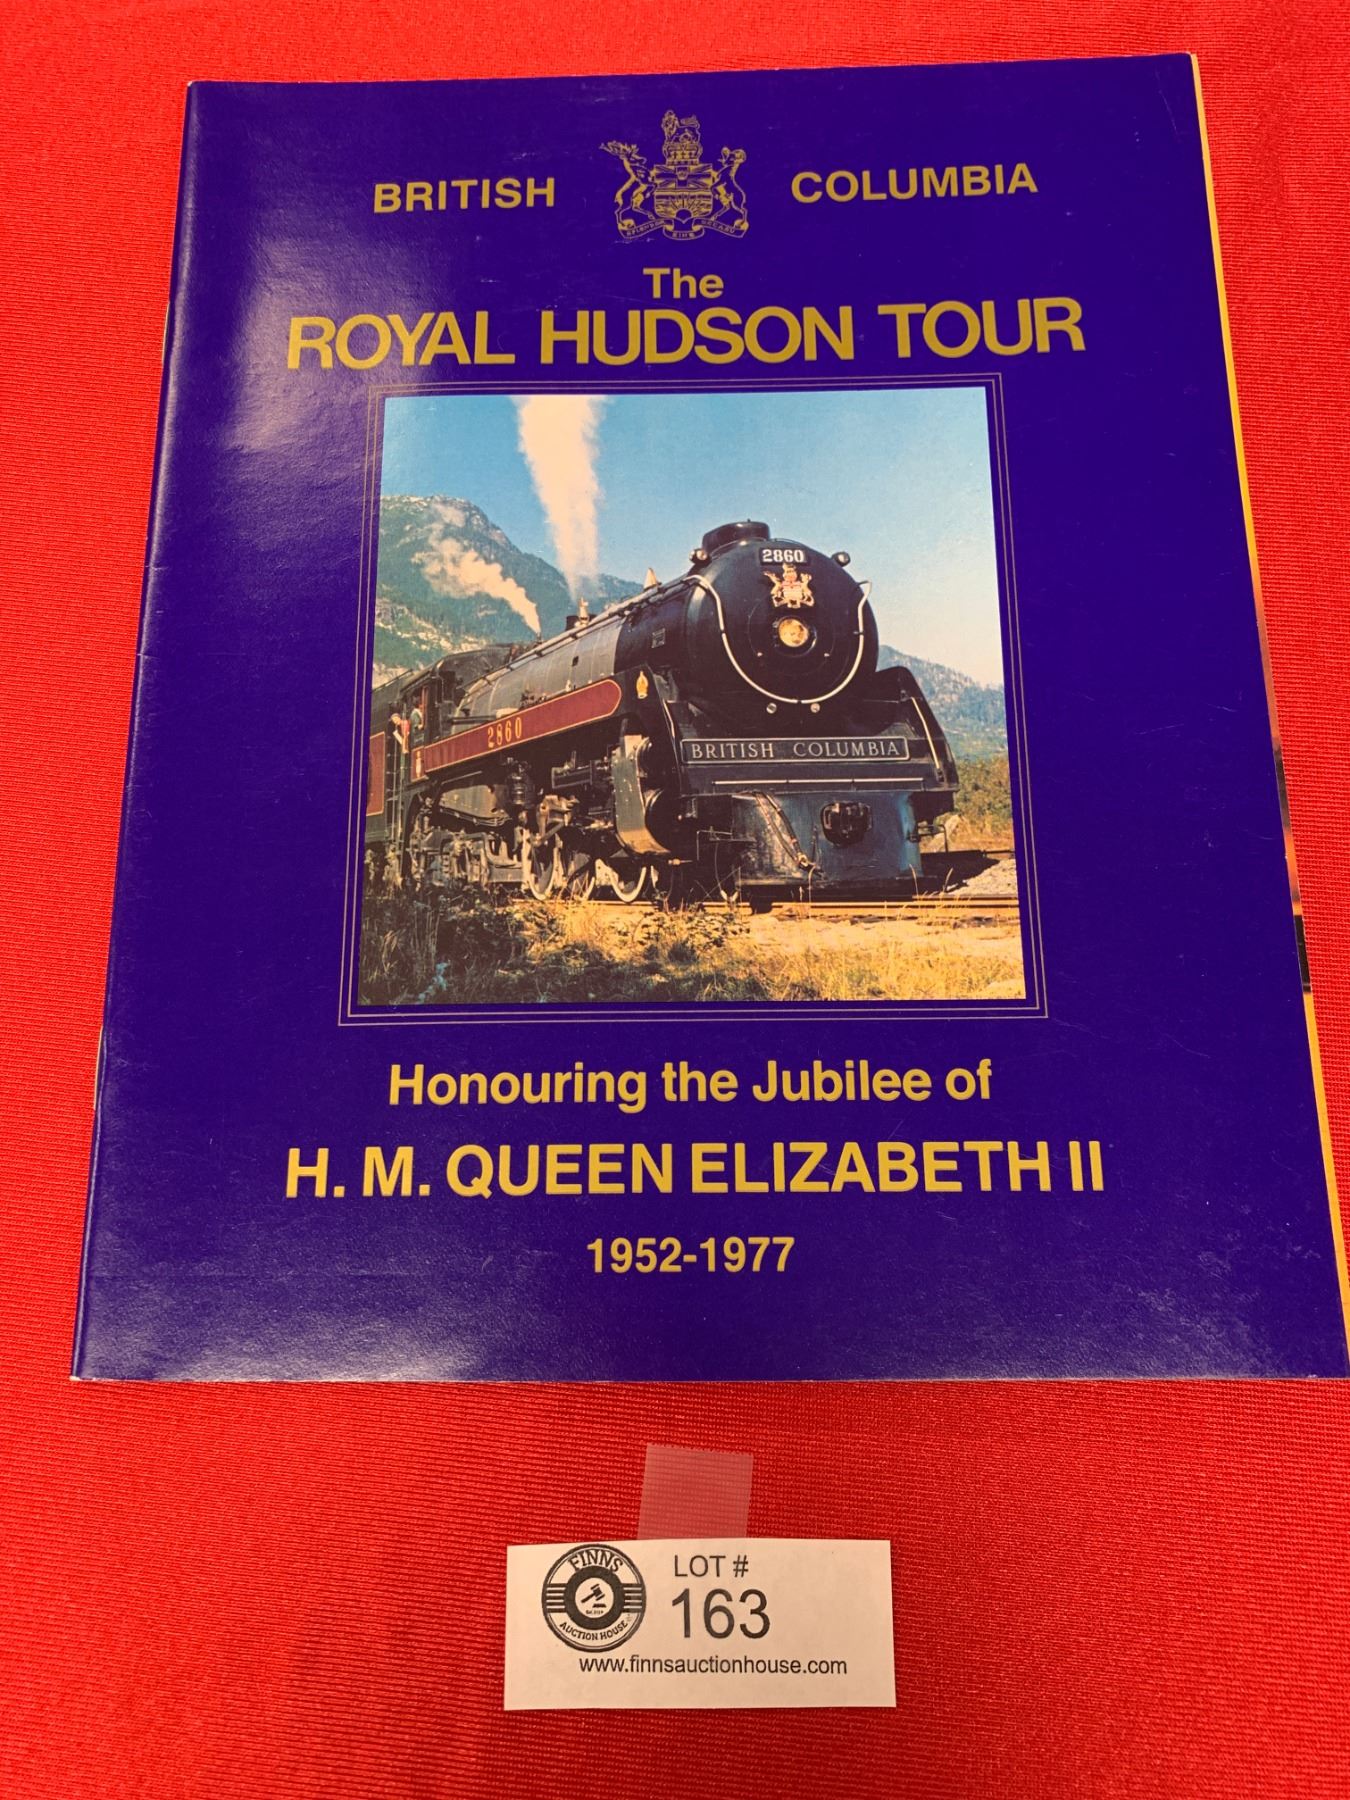 BRITISH COLUMBIA
The
ROYAL HUDSON TOUR
2860
2860
BRITISH COLUMBIA
Honouring the Jubilee of
H. M. QUEEN ELIZABETH II
1952-1977
FINNS
AUCTION HOUSE
LOT #
163
www.finnsauctionhouse.com